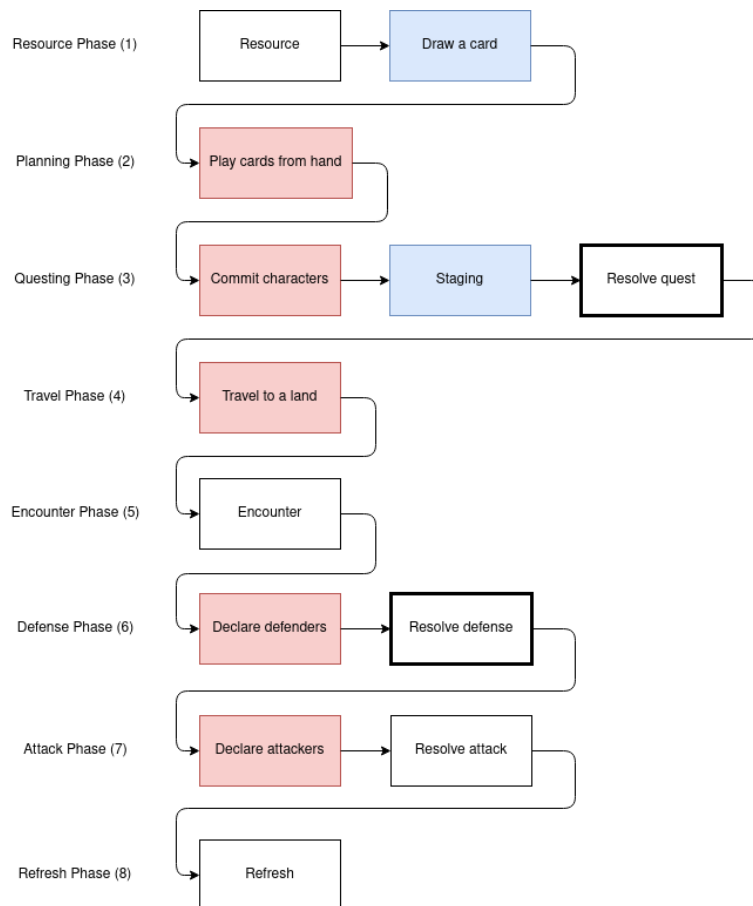 Resource Phase (1)
Resource
Draw a card
Planning Phase (2)
Play cards from hand
Questing Phase (3)
Commit characters
Staging
Resolve quest
Travel Phase (4)
Travel to a land
Encounter Phase (5)
Encounter
Defense Phase (6)
Declare defenders
Resolve defense
Attack Phase (7)
Declare attackers
Resolve attack
Refresh Phase (8)
Refresh